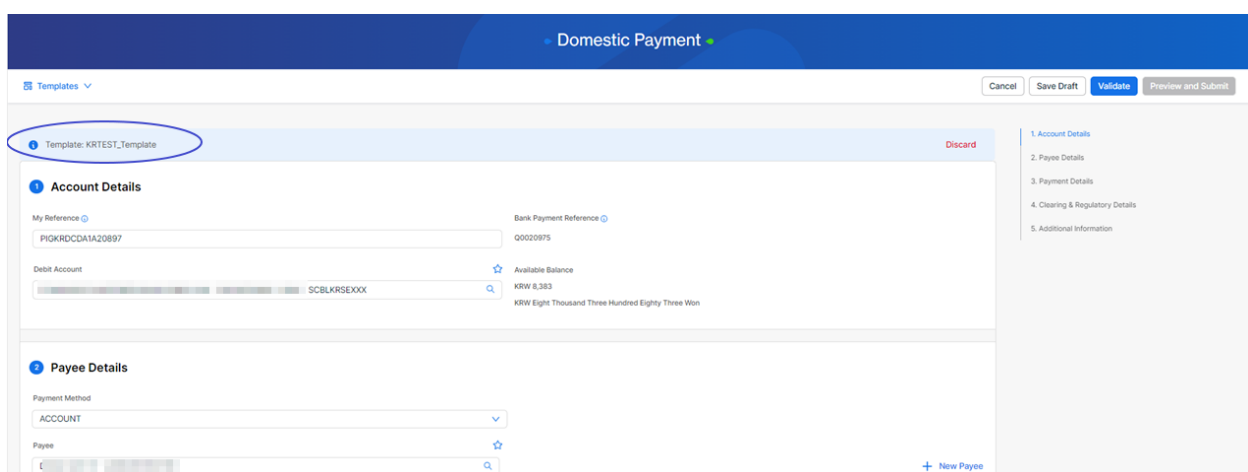 Domestic Payment
Templates
Cancel
Save Draft
Validate
Preview and Submit
Template: KRTEST_Template
Discard
1. Account Details
2. Payee Details
3. Payment Details
4. Clearing & Regulatory Details
5. Additional Information
1 Account Details
My Reference
PIGKRDCDA1A20897
Bank Payment Reference
Q0020975
Debit Account
SCBLKRSEXXX
Available Balance
KRW 8,383
KRW Eight Thousand Three Hundred Eighty Three Won
2 Payee Details
Payment Method
ACCOUNT
Payee
+ New Payee